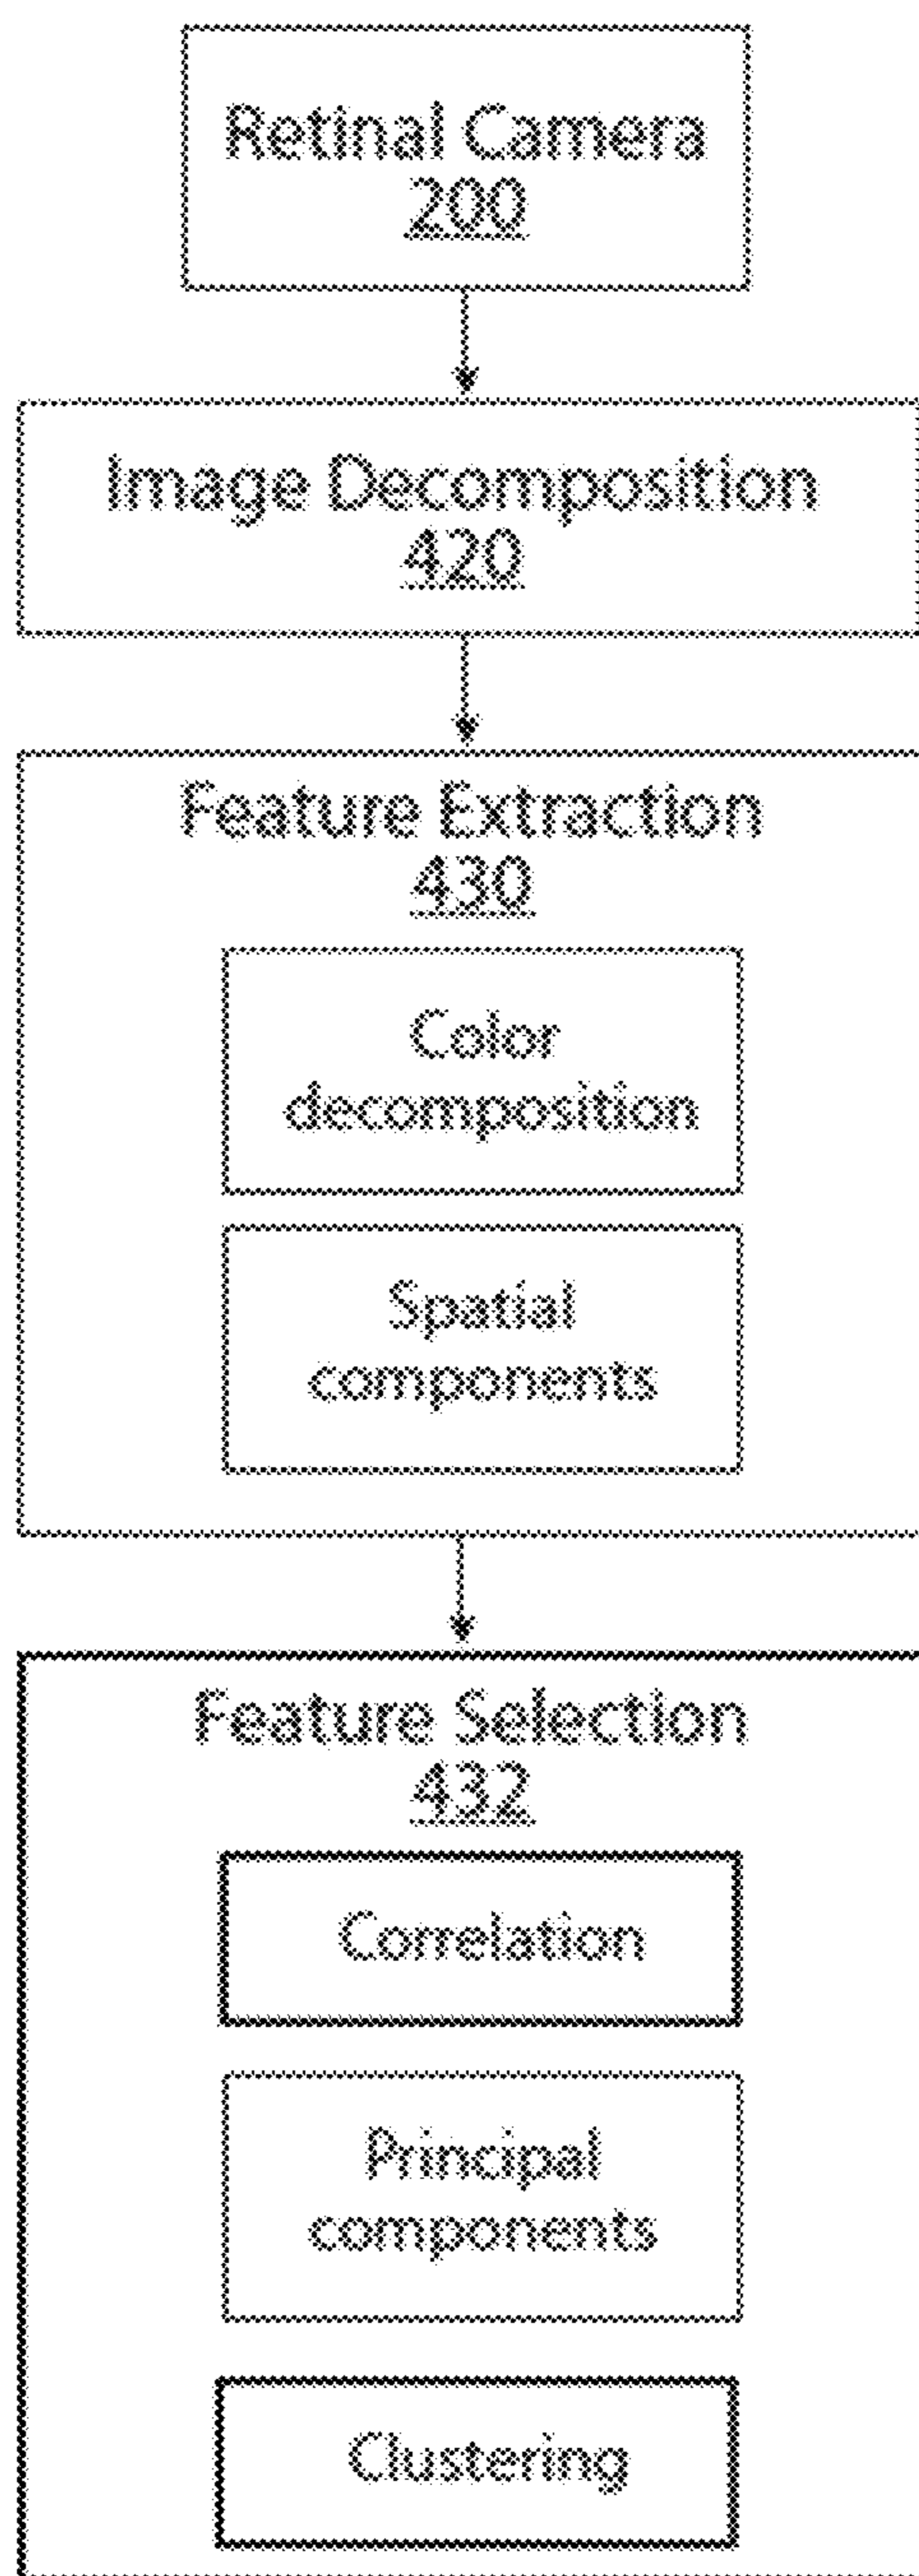 Retinal Camera
200
Image Decomposition
420
Feature Extraction
430
Color
decomposition
Spatial
components
Feature Selection
432
Correlation
Principal
components
Clustering